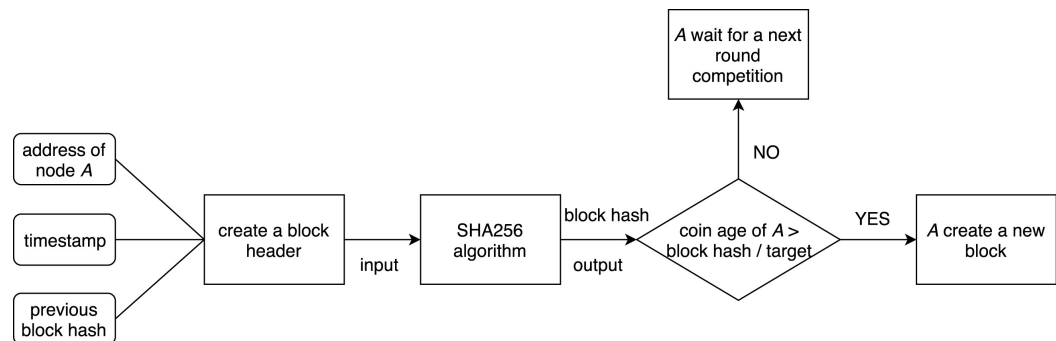 A wait for a next
round
competition
address of
node A
NO
timestamp
create a block
header
input
SHA256
algorithm
block hash
output
coin age of A >
block hash / target
YES
A create a new
block
previous
block hash